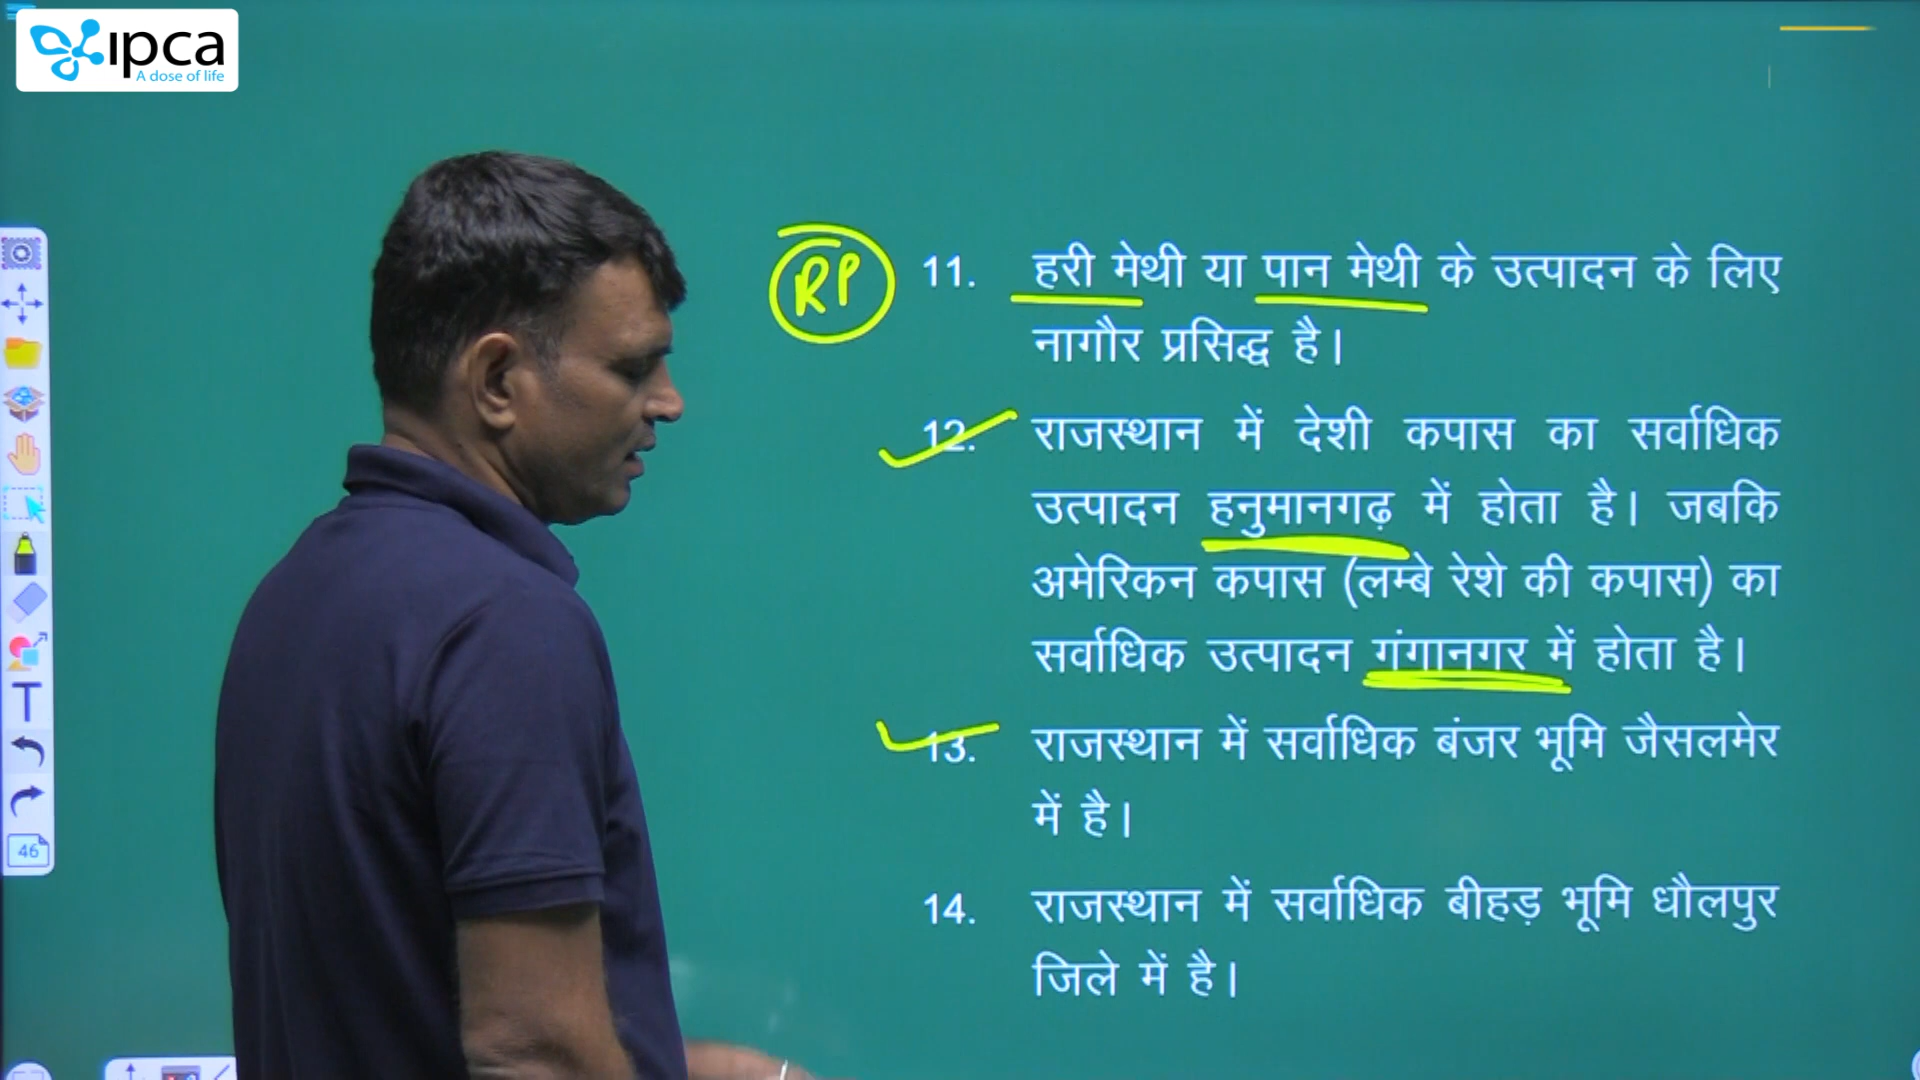 ipca
A dose of life
RP
11. हरी मेथी या पान मेथी के उत्पादन के लिए
नागौर प्रसिद्ध है।
12. राजस्थान में देशी कपास का सर्वाधिक
उत्पादन हनुमानगढ़ में होता है। जबकि
अमेरिकन कपास (लम्बे रेशे की कपास) का
सर्वाधिक उत्पादन गंगानगर में होता है।
13. राजस्थान में सर्वाधिक बंजर भूमि जैसलमेर
में है।
14. राजस्थान में सर्वाधिक बीहड़ भूमि धौलपुर
जिले में है।
T
46